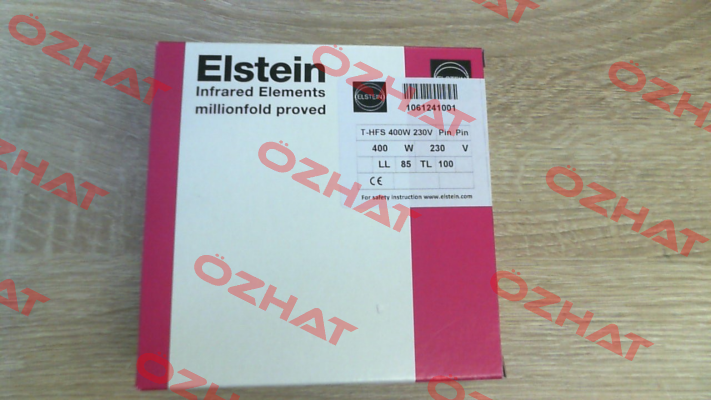 Elstein
Infrared Elements
millionfold proved
ELSTEIN
1061241001
T-HFS 400W 230V Pin. Pin
400 W 230 V
LL 85 TL 100
CE
For safety instruction www.elstein.com
ÖZHAT
ÖZHAT
ÖZHAT
ÖZHAT
ÖZHAT
ÖZHAT
ÖZHAT
ÖZHAT